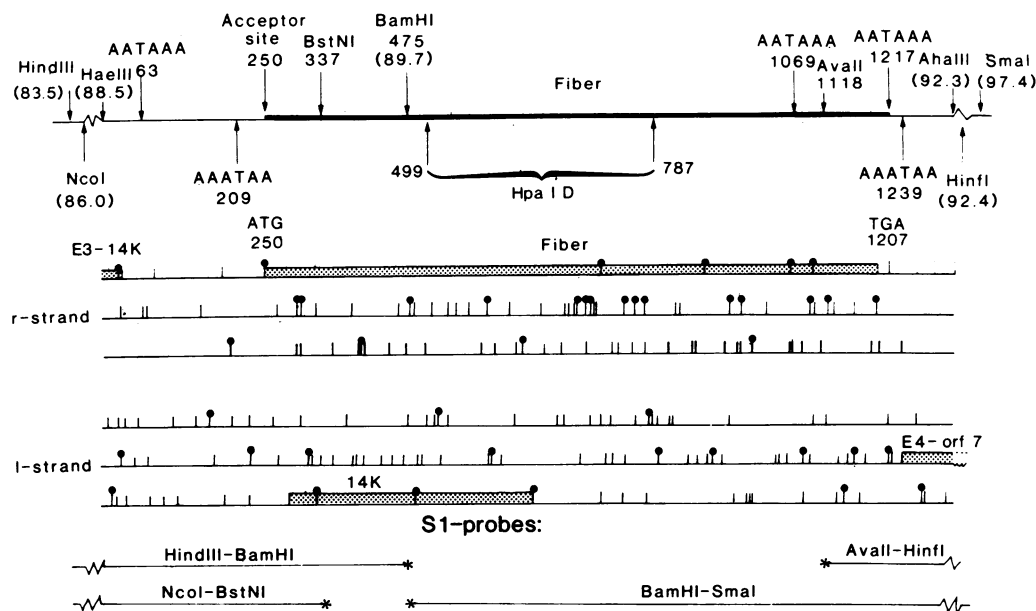 Acceptor
site
250
BstNI
337
BamHI
475
(89.7)
AATAAA
63
HindIII
(83.5)
HaeIII
(88.5)
Fiber
AATAAA
1069
AvaII
1118
AATAAA
1217
AhaIII
(92.3)
SmaI
(97.4)
NcoI
(86.0)
AAATAA
209
499
HpaI D
787
AAATAA
1239
HinfI
(92.4)
E3-14K
ATG
250
Fiber
TGA
1207
r-strand
l-strand
E4-orf 7
14K
S1-probes:
HindIII-BamHI
AvaII-HinfI
*
*
NcoI-BstNI
BamHI-SmaI
*
*